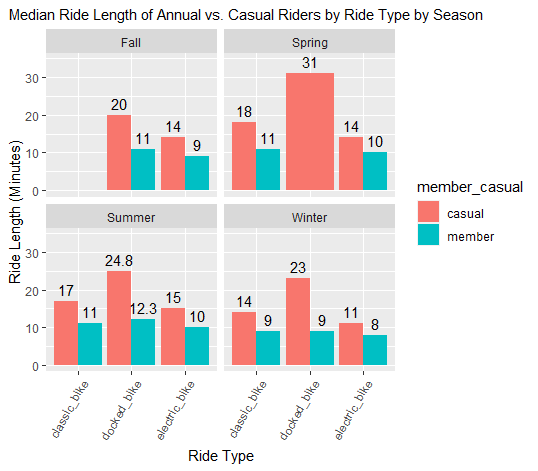 Median Ride Length of Annual vs. Casual Riders by Ride Type by Season
Fall
Spring
30
20
10
0
20
11
14
9
18
11
31
14
10
Summer
Winter
30
20
10
0
17
11
24.8
12.3
15
10
14
9
23
9
11
8
classic_bike
docked_bike
electric_bike
classic_bike
docked_bike
electric_bike
Ride Type
Ride Length (Minutes)
member_casual
casual
member